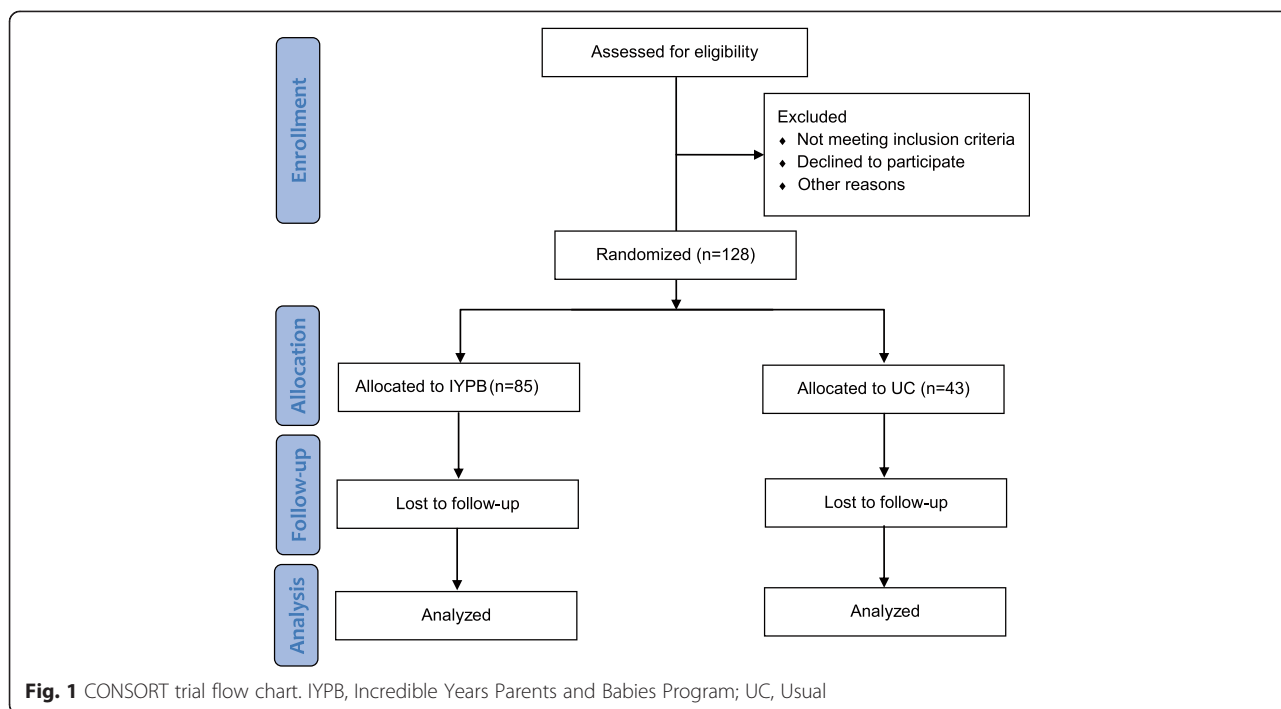 Enrollment
Assessed for eligibility
Excluded
♦ Not meeting inclusion criteria
♦ Declined to participate
♦ Other reasons
Randomized (n=128)
Allocation
Allocated to IYPB (n=85)
Allocated to UC (n=43)
Follow-up
Lost to follow-up
Lost to follow-up
Analysis
Analyzed
Analyzed
Fig. 1 CONSORT trial flow chart. IYPB, Incredible Years Parents and Babies Program; UC, Usual